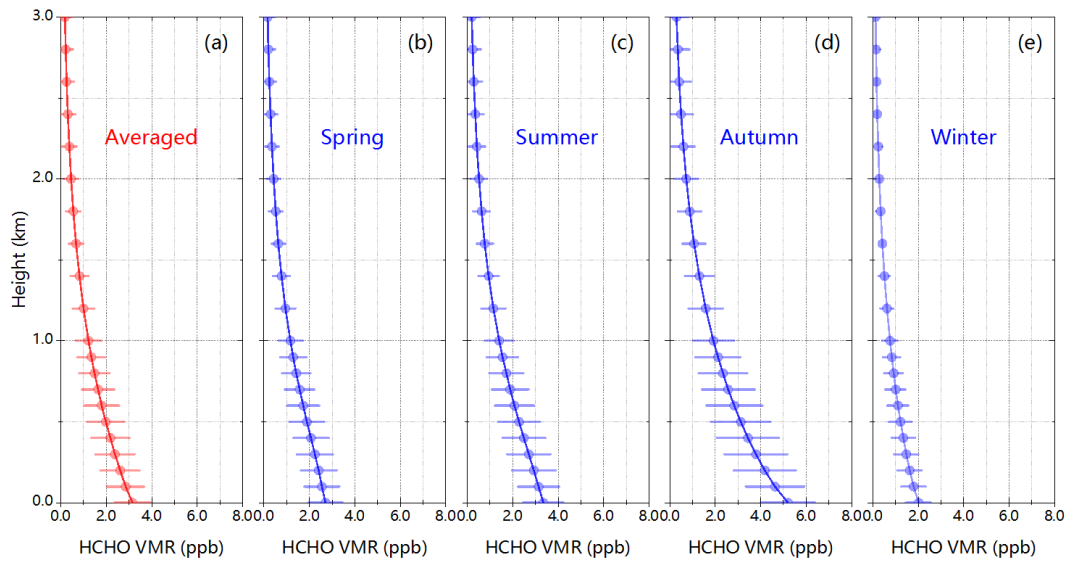 3.0
(a)
(b)
(c)
(d)
(e)
Averaged
Spring
Summer
Autumn
Winter
2.0
Height (km)
1.0
0.0
0.0 2.0 4.0 6.0 8.0
0.0 2.0 4.0 6.0 8.0
0.0 2.0 4.0 6.0 8.0
0.0 2.0 4.0 6.0 8.0
0.0 2.0 4.0 6.0 8.0
HCHO VMR (ppb)
HCHO VMR (ppb)
HCHO VMR (ppb)
HCHO VMR (ppb)
HCHO VMR (ppb)